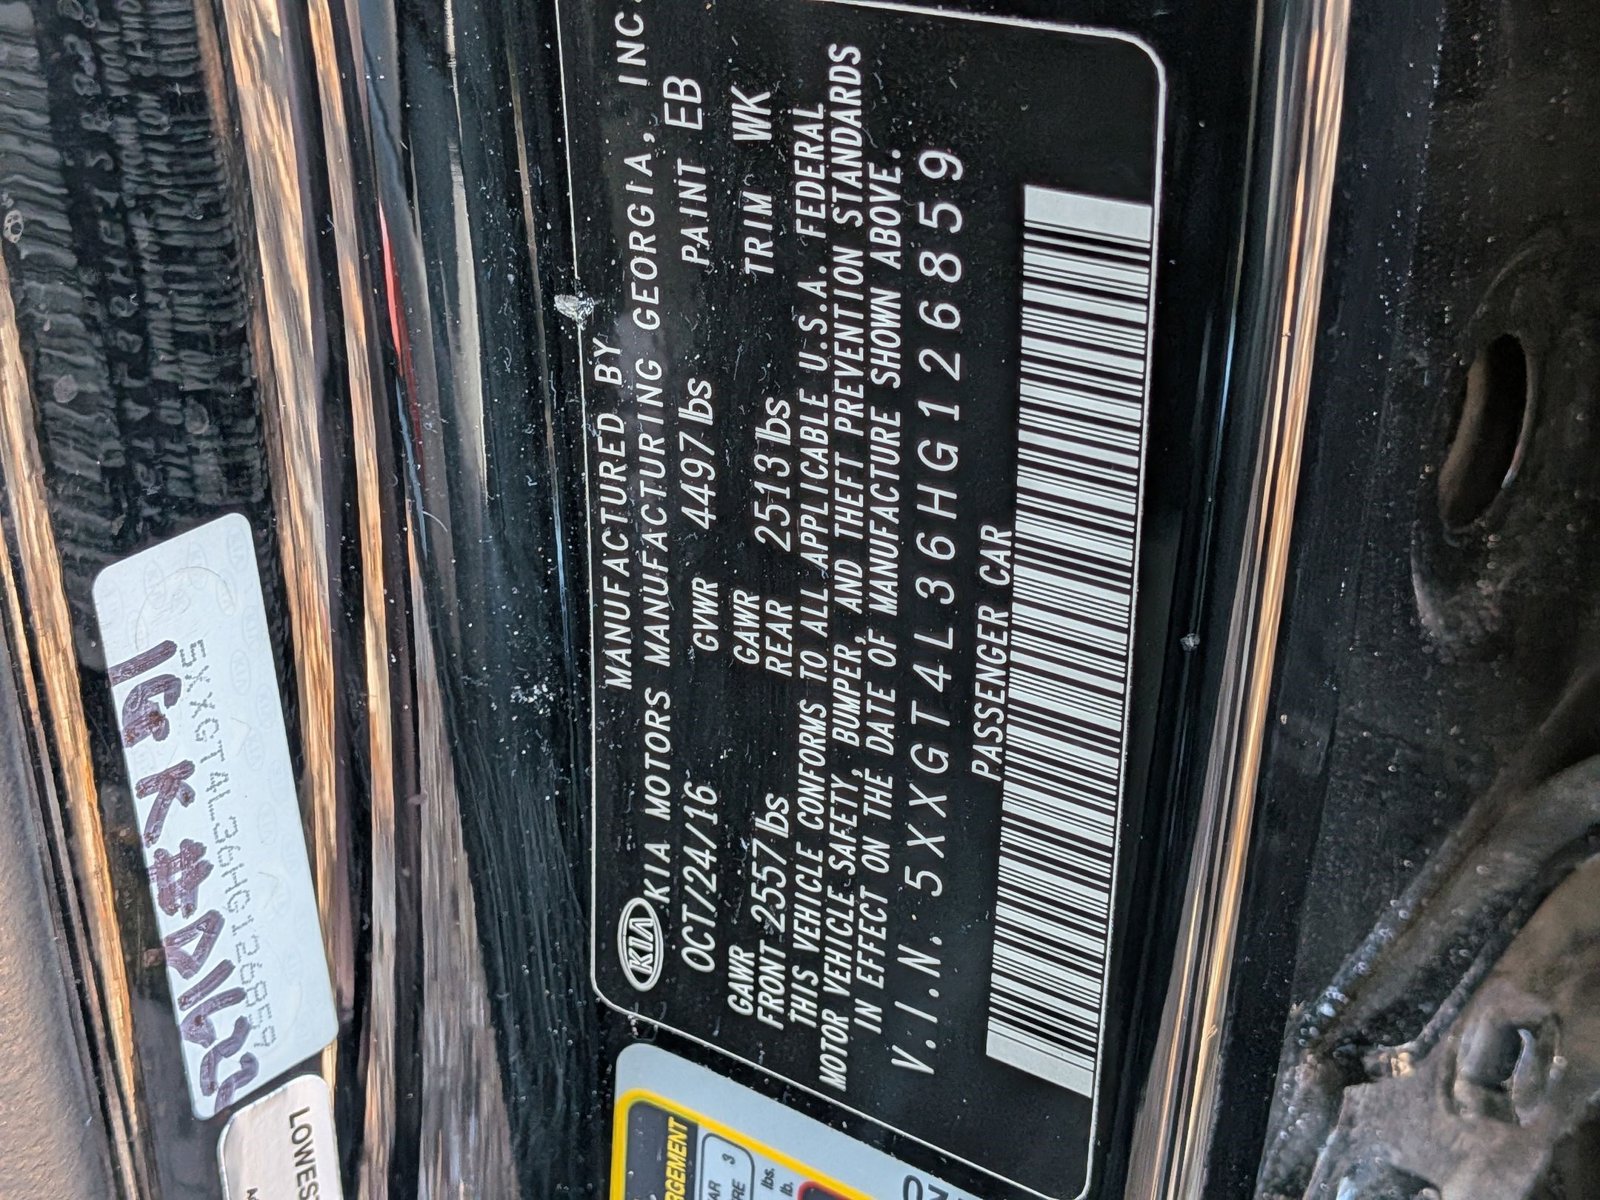 MANUFACTURED BY
KIA KIA MOTORS MANUFACTURING GEORGIA, INC.
OCT/24/16 GVWR 4497lbs PAINT EB
GAWR FRONT 2557lbs GAWR REAR 2513lbs TRIM WK
THIS VEHICLE CONFORMS TO ALL APPLICABLE U.S.A. FEDERAL
MOTOR VEHICLE SAFETY, BUMPER, AND THEFT PREVENTION STANDARDS
IN EFFECT ON THE DATE OF MANUFACTURE SHOWN ABOVE.
V.I.N. 5XXGT4L36HG126859
PASSENGER CAR
5XXGT4L36HG126859
LOWES